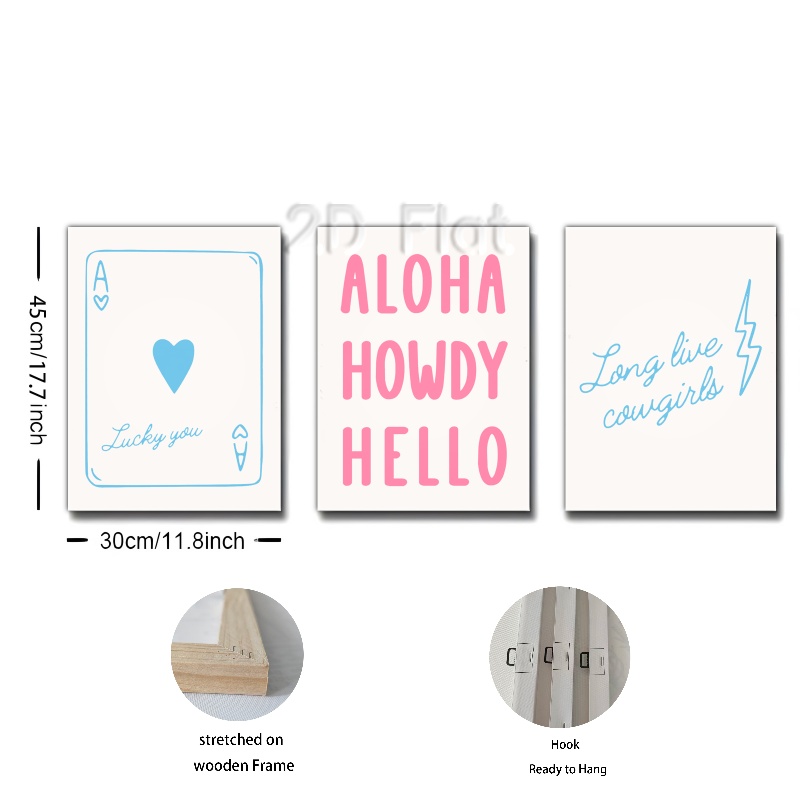 2D Flat
A
Lucky you
A
ALOHA
HOWDY
HELLO
Long live
cowgirls
45cm/17.7inch
30cm/11.8inch
stretched on
wooden Frame
Hook
Ready to Hang